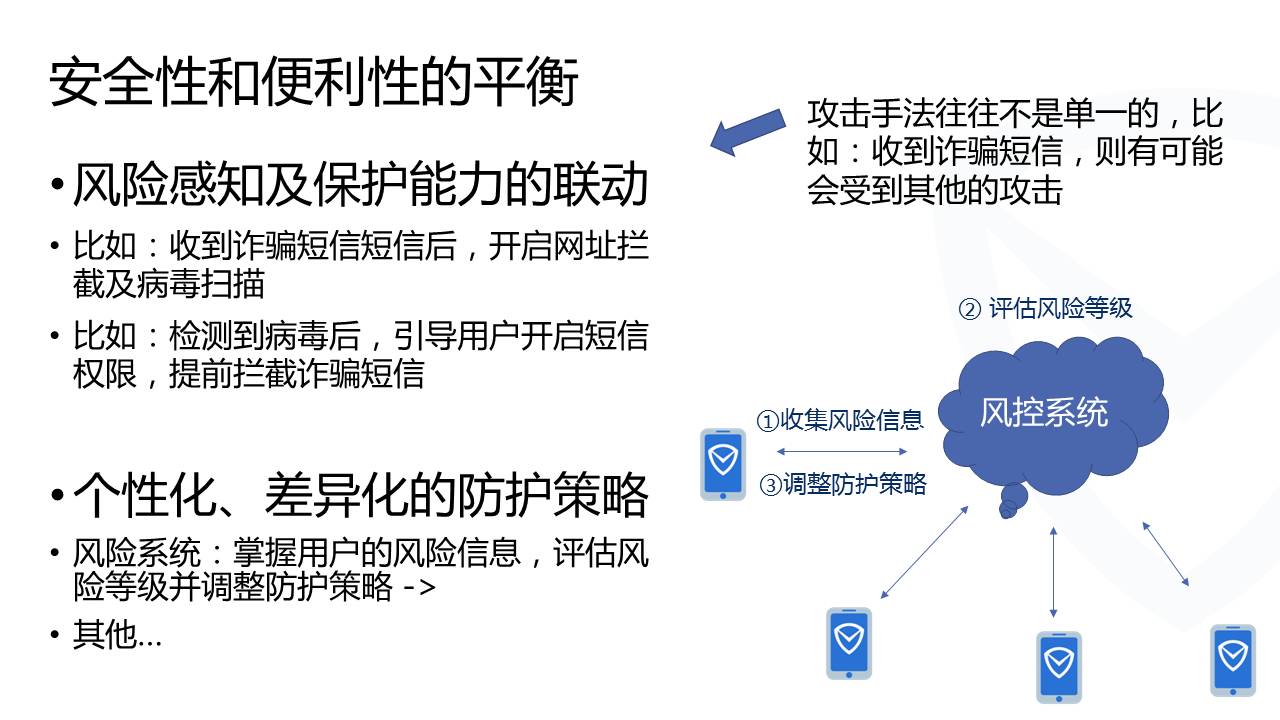 安全性和便利性的平衡
•风险感知及保护能力的联动
• 比如：收到诈骗短信短信后，开启网址拦
截及病毒扫描
• 比如：检测到病毒后，引导用户开启短信
权限，提前拦截诈骗短信
•个性化、差异化的防护策略
• 风险系统：掌握用户的风险信息，评估风
险等级并调整防护策略 ->
• 其他...
攻击手法往往不是单一的，比
如：收到诈骗短信，则有可能
会受到其他的攻击
② 评估风险等级
风控系统
①收集风险信息
③调整防护策略